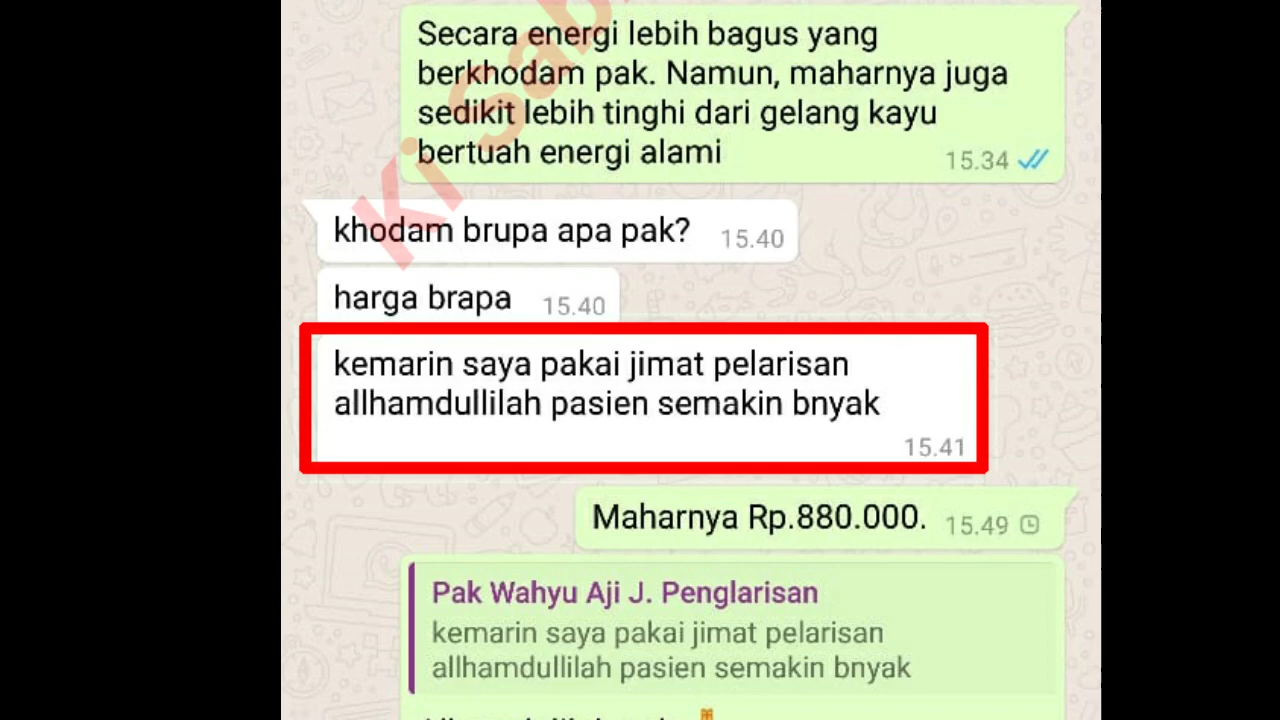 Secara energi lebih bagus yang
berkhodam pak. Namun, maharnya juga
sedikit lebih tinghi dari gelang kayu
bertuah energi alami
15.34
khodam brupa apa pak?
15.40
harga brapa
15.40
kemarin saya pakai jimat pelarisan
allhamdullilah pasien semakin bnyak
15.41
Maharnya Rp.880.000.
15.49
Pak Wahyu Aji J. Penglarisan
kemarin saya pakai jimat pelarisan
allhamdullilah pasien semakin bnyak
Ki Sab